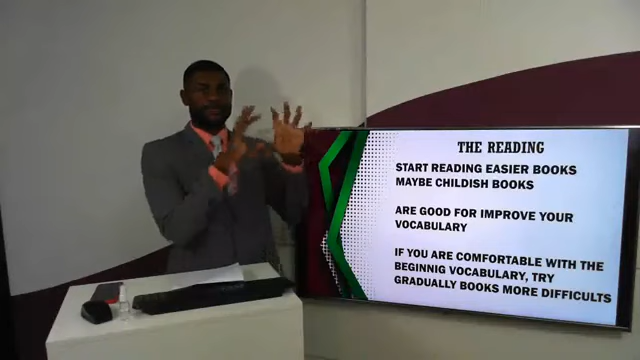 THE READING
START READING EASIER BOOKS
MAYBE CHILDISH BOOKS
ARE GOOD FOR IMPROVE YOUR
VOCABULARY
IF YOU ARE COMFORTABLE WITH THE
BEGINNIG VOCABULARY, TRY
GRADUALLY BOOKS MORE DIFFICULTS